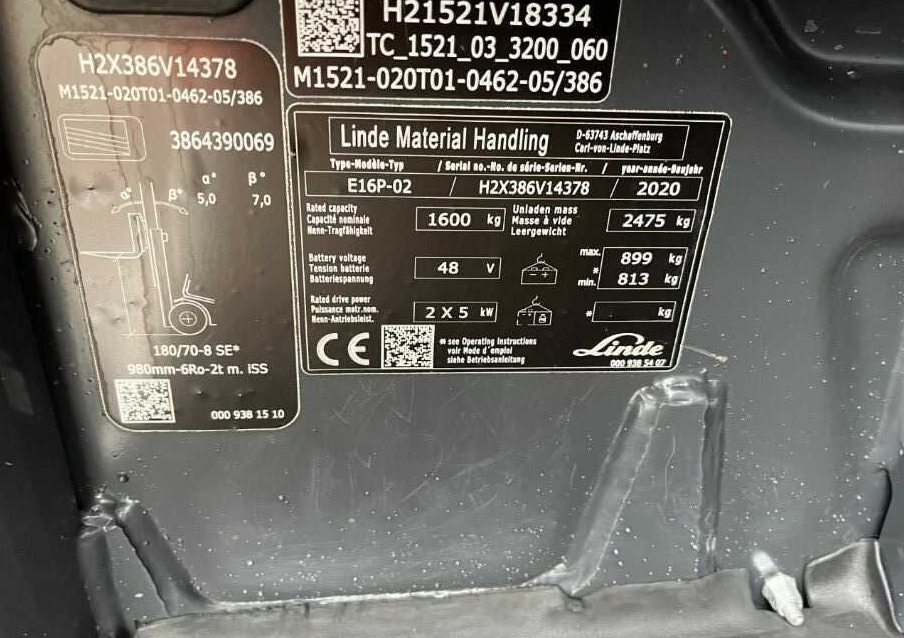 H21521V18334
TC_1521_03_3200_060
M1521-020T01-0462-05/386
H2X386V14378
M1521-020T01-0462-05/386
3864390069
α° β°
α° β° 5,0 7,0
180/70-8 SE*
980mm-6Ro-2t m. iSS
000 938 15 10
Linde Material Handling
D-63743 Aschaffenburg
Carl-von-Linde-Platz
Type-Modèle-Typ / Serial no.-No. de série-Serien-Nr. / year-année-Baujahr
E16P-02 / H2X386V14378 / 2020
Rated capacity
Capacité nominale
Nenn-Tragfähigkeit
1600 kg
Unladen mass
Masse à vide
Leergewicht
2475 kg
Battery voltage
Tension batterie
Batteriespannung
48 V
- +
max. 899 kg
*
min. 813 kg
Rated drive power
Puissance motr.nom.
Nenn-Antriebsleist.
2 X 5 kW
* kg
CE
* see Operating Instructions
voir Mode d'emploi
siehe Betriebsanleitung
Linde
000 938 54 07